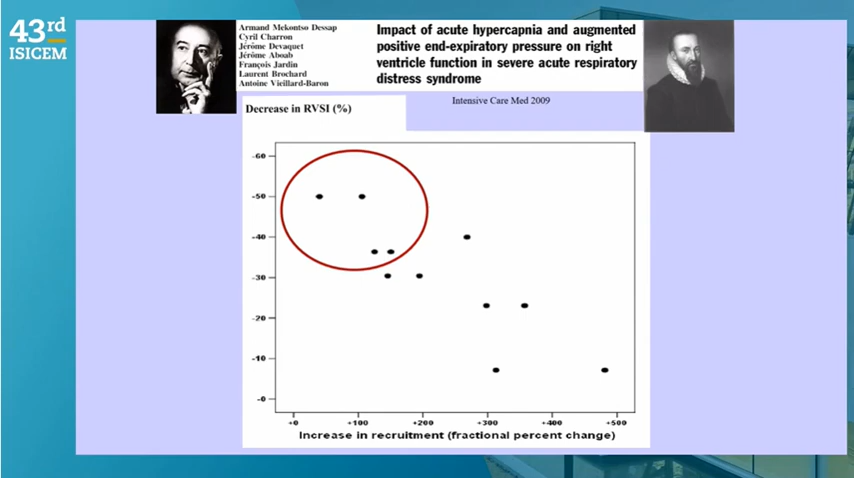 43rd
ISICEM
Armand Mekontso Dessap
Cyril Charron
Jérôme Devaquet
Jérôme Aboab
François Jardin
Laurent Brochard
Antoine Vieillard-Baron
Impact of acute hypercapnia and augmented
positive end-expiratory pressure on right
ventricle function in severe acute respiratory
distress syndrome
Intensive Care Med 2009
Decrease in RVSI (%)
-60
-50
-40
-30
-20
-10
-0
+0 +100 +200 +300 +400 +500
Increase in recruitment (fractional percent change)